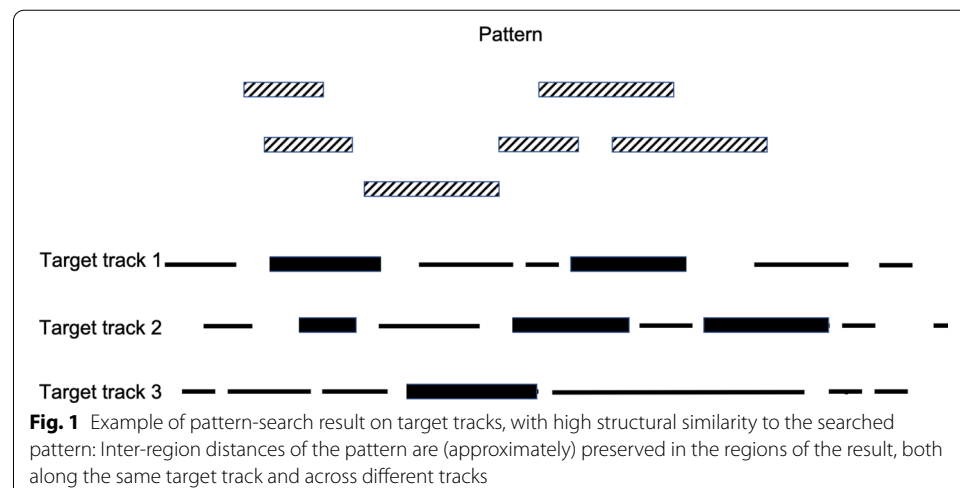 Pattern
Target track 1
Target track 2
Target track 3
Fig. 1 Example of pattern-search result on target tracks, with high structural similarity to the searched
pattern: Inter-region distances of the pattern are (approximately) preserved in the regions of the result, both
along the same target track and across different tracks